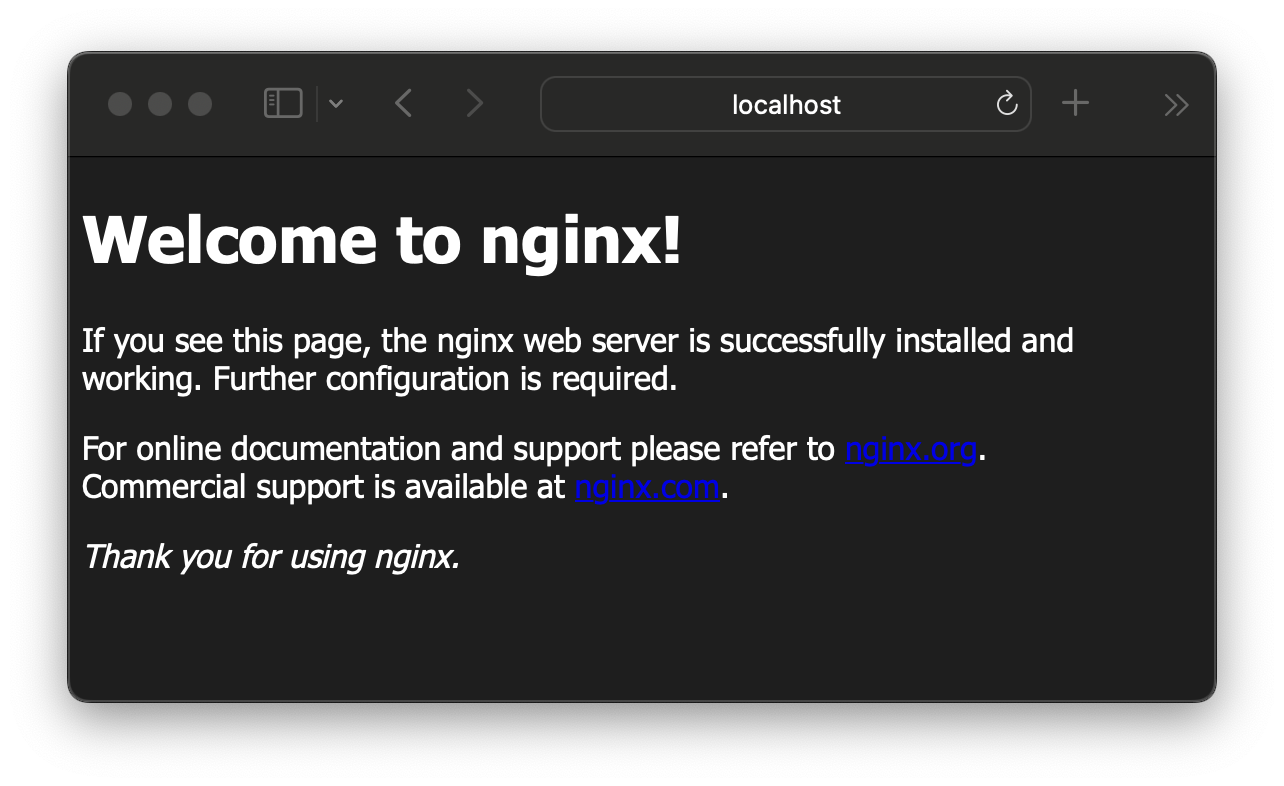 localhost
Welcome to nginx!
If you see this page, the nginx web server is successfully installed and
working. Further configuration is required.
For online documentation and support please refer to nginx.org.
Commercial support is available at nginx.com.
Thank you for using nginx.